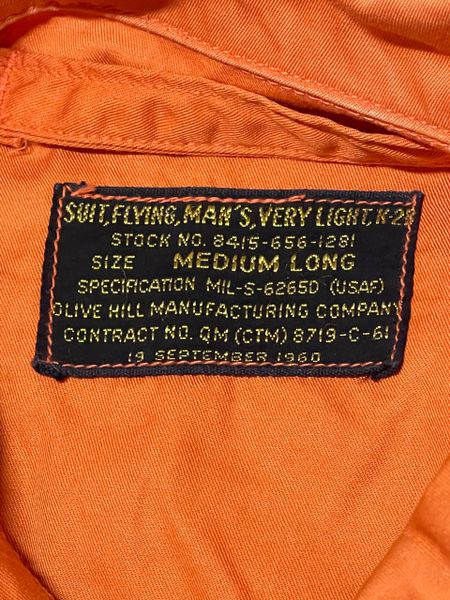 SUIT, FLYING, MAN'S, VERY LIGHT, K-2B
STOCK NO. 8415-656-1281
SIZE MEDIUM LONG
SPECIFICATION MIL-S-6265D (USAF)
OLIVE HILL MANUFACTURING COMPANY
CONTRACT NO. QM (CTM) 8719-C-61
19 SEPTEMBER 1960